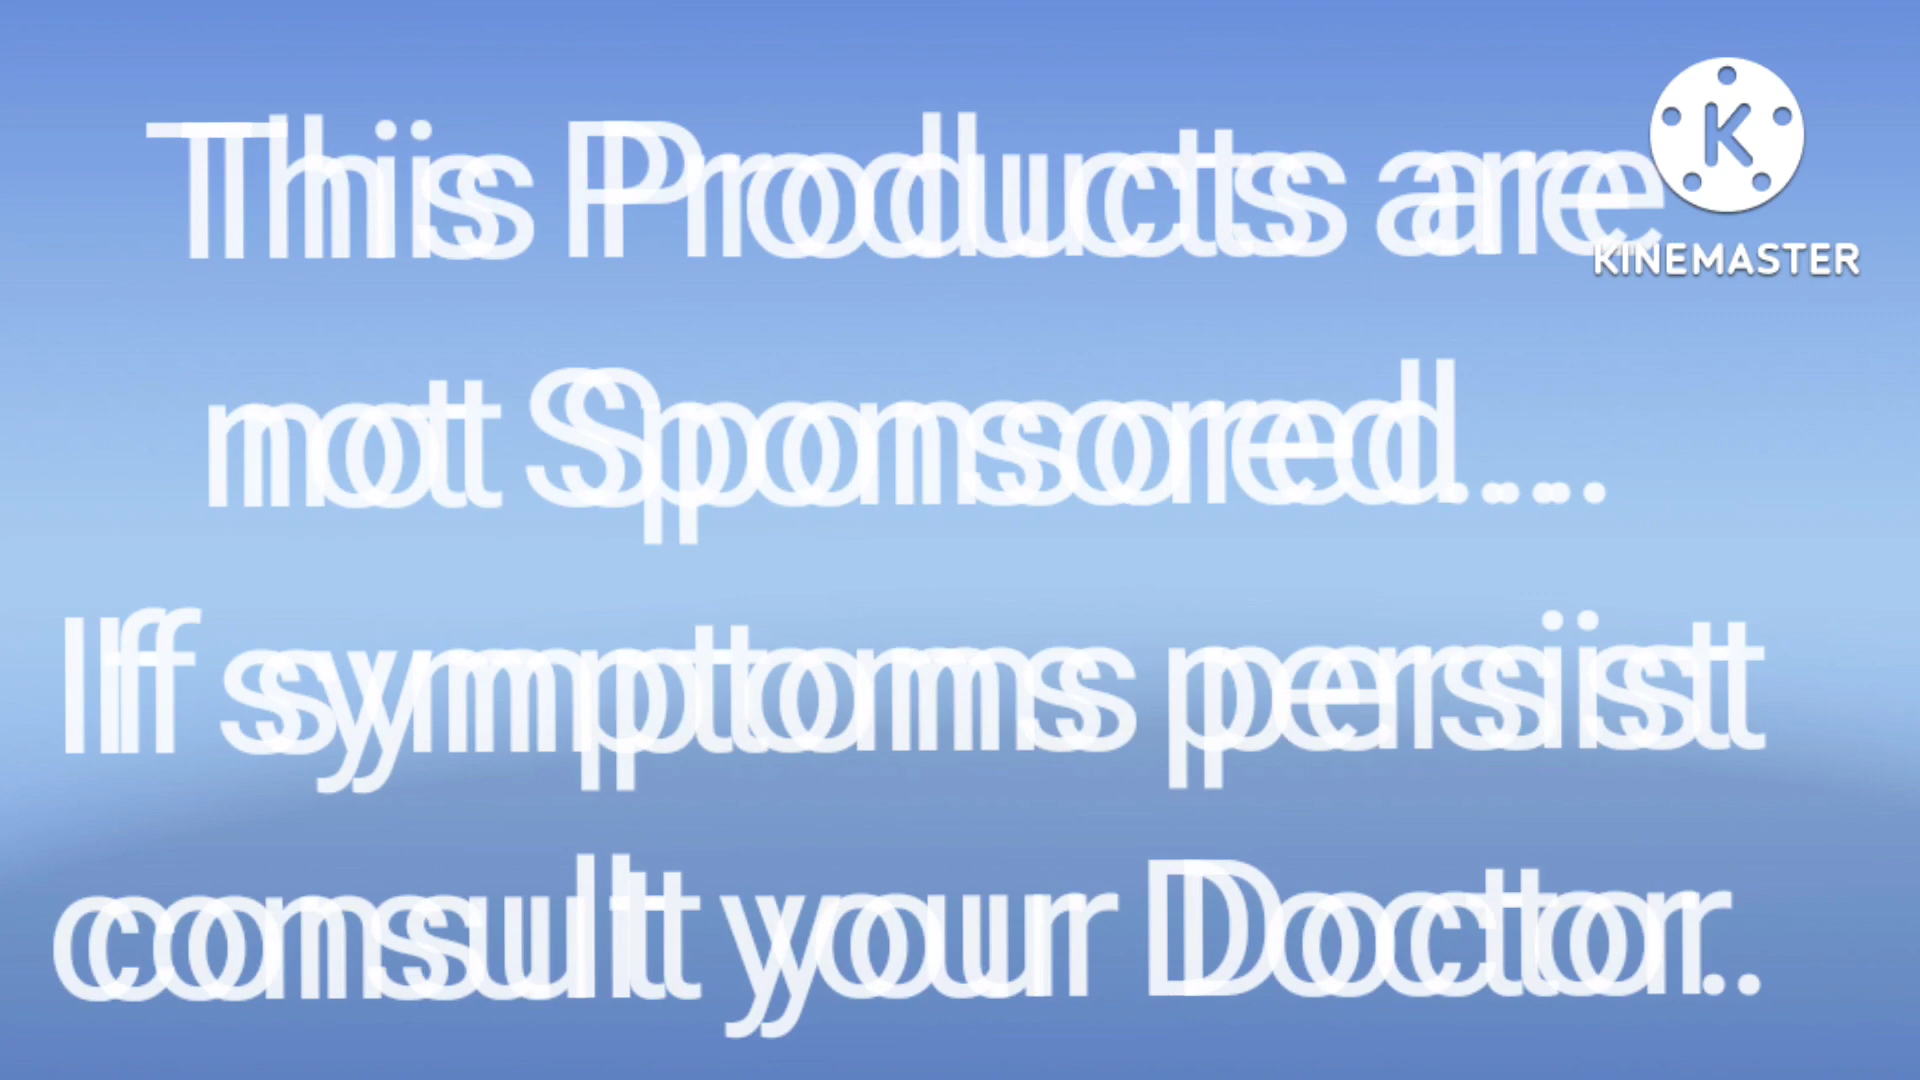 This Products are
not Sponsored...
If symptoms persist
consult your Doctor.
K
KINEMASTER